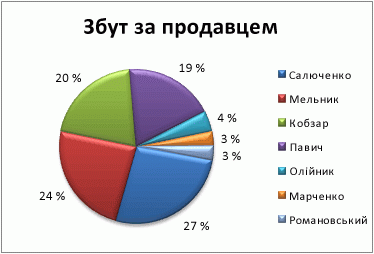 Збут за продавцем
19 %
20 %
4 %
3 %
3 %
24 %
27 %
Салюченко
Мельник
Кобзар
Павич
Олійник
Марченко
Романовський